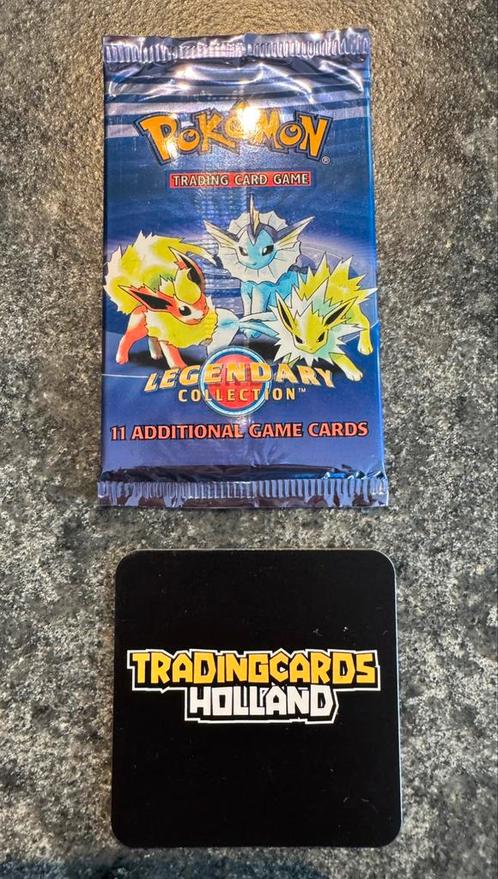 POKÉMON
TRADING CARD GAME
LEGENDARY
COLLECTION™
11 ADDITIONAL GAME CARDS
TRADINGCARDS
HOLLAND